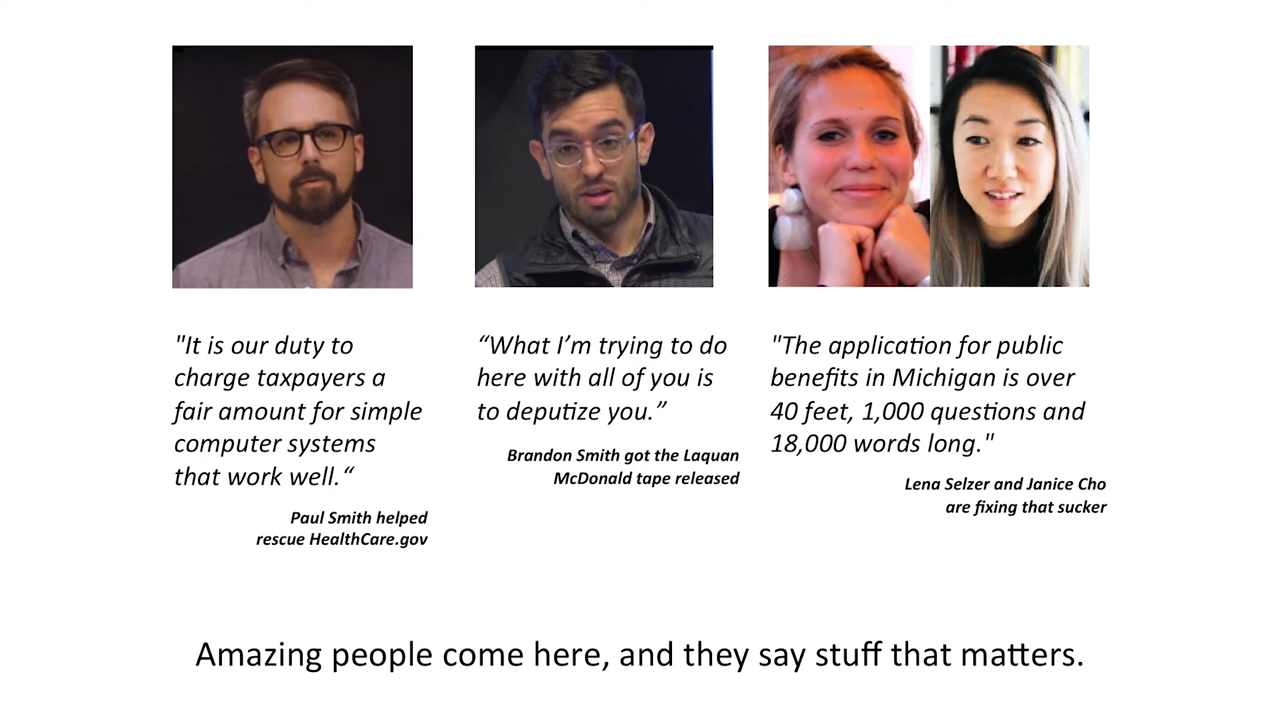 "It is our duty to
charge taxpayers a
fair amount for simple
computer systems
that work well.“
Paul Smith helped
rescue HealthCare.gov
“What I’m trying to do
here with all of you is
to deputize you.”
Brandon Smith got the Laquan
McDonald tape released
"The application for public
benefits in Michigan is over
40 feet, 1,000 questions and
18,000 words long."
Lena Selzer and Janice Cho
are fixing that sucker
Amazing people come here, and they say stuff that matters.